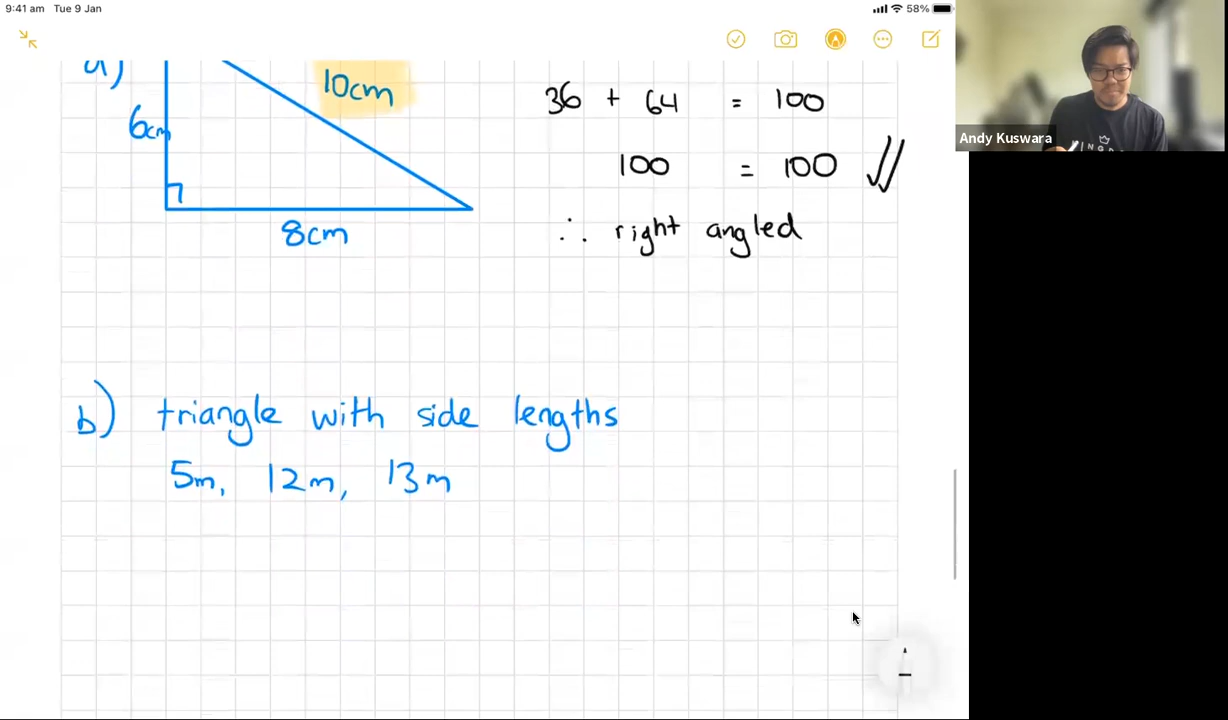 9:41 am Tue 9 Jan
58%
a)
10cm
6cm
8cm
36 + 64 = 100
100 = 100
∴ right angled
b) triangle with side lengths
5m, 12m, 13m
Andy Kuswara